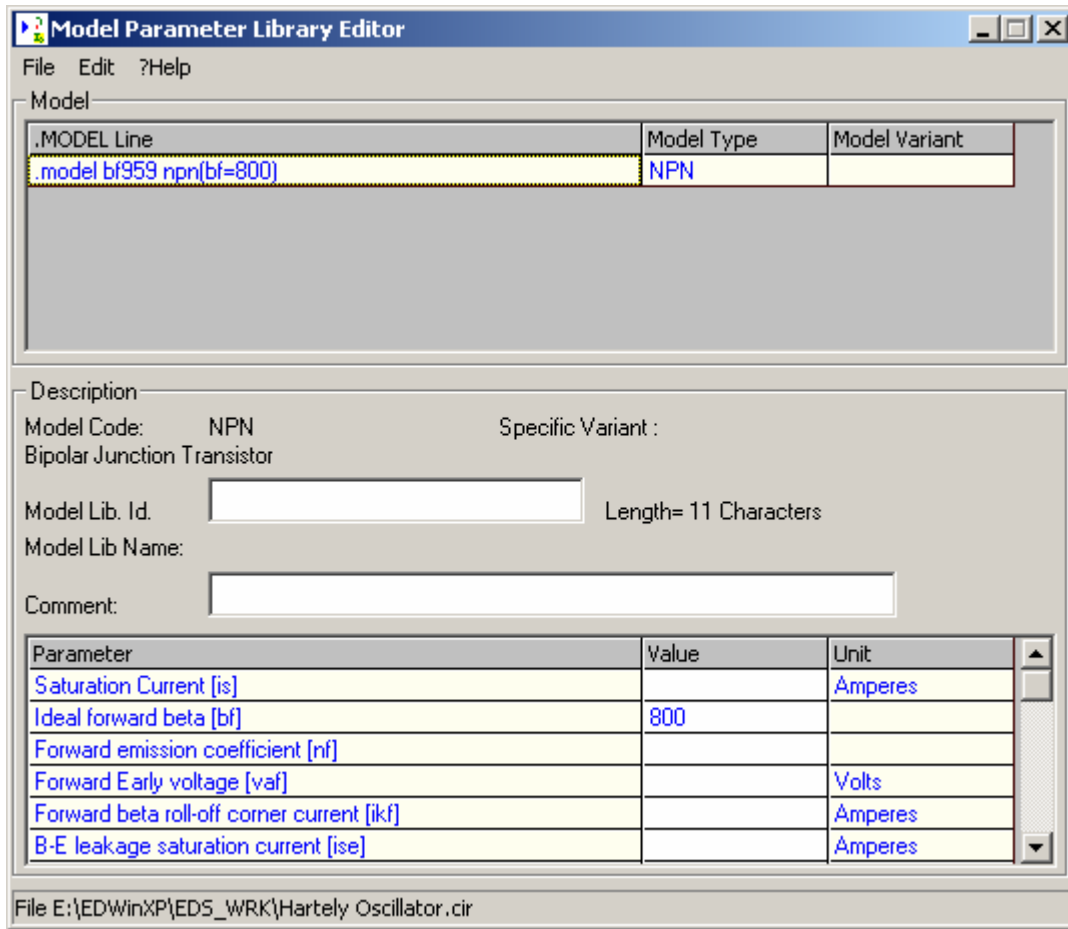 Model Parameter Library Editor
File Edit ?Help
Model
.MODEL Line Model Type Model Variant
.model bf959 npn(bf=800) NPN
Description
Model Code: NPN Specific Variant :
Bipolar Junction Transistor
Model Lib. Id. Length= 11 Characters
Model Lib Name:
Comment:
Parameter Value Unit
Saturation Current [is] Amperes
Ideal forward beta [bf] 800
Forward emission coefficient [nf]
Forward Early voltage [vaf] Volts
Forward beta roll-off corner current [ikf] Amperes
B-E leakage saturation current [ise] Amperes
File E:\EDWinXP\EDS_WRK\Hartely Oscillator.cir